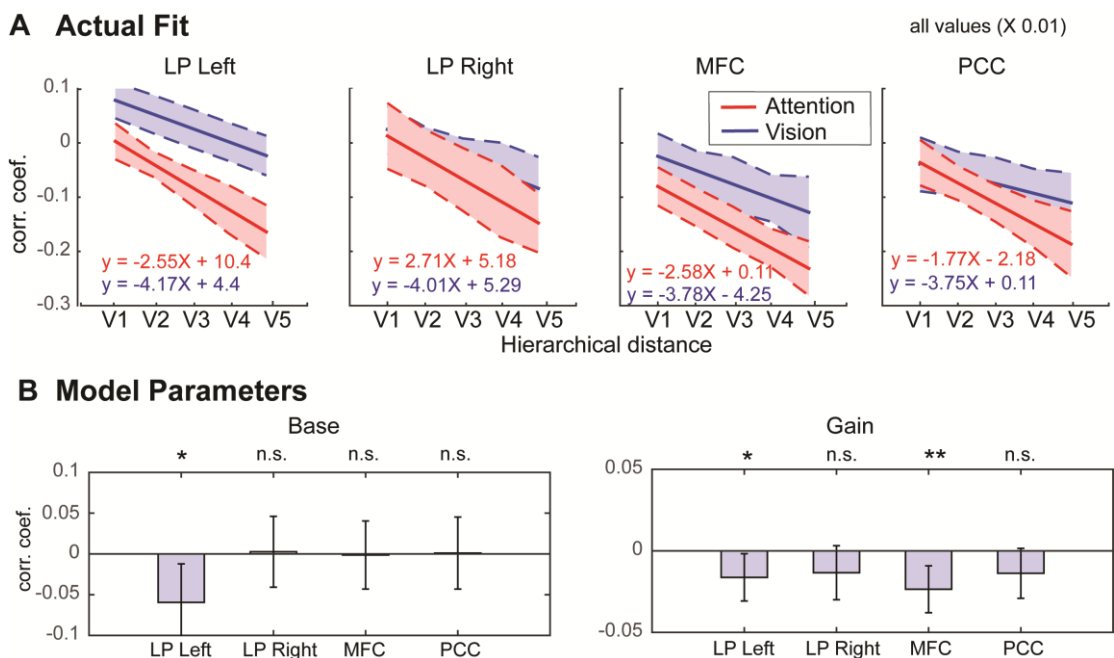 A Actual Fit
all values (X 0.01)
LP Left LP Right MFC PCC
Attention
Vision
corr. coef.
0.1
0
-0.1
-0.2
-0.3
y = -2.55X + 10.4
y = -4.17X + 4.4
y = 2.71X + 5.18
y = -4.01X + 5.29
y = -2.58X + 0.11
y = -3.78X - 4.25
y = -1.77X - 2.18
y = -3.75X + 0.11
V1 V2 V3 V4 V5 V1 V2 V3 V4 V5 V1 V2 V3 V4 V5 V1 V2 V3 V4 V5
Hierarchical distance
B Model Parameters
Base
* n.s. n.s. n.s.
corr. coef.
0.1
0.05
0
-0.05
-0.1
LP Left LP Right MFC PCC
Gain
* n.s. ** n.s.
0.05
0
-0.05
LP Left LP Right MFC PCC